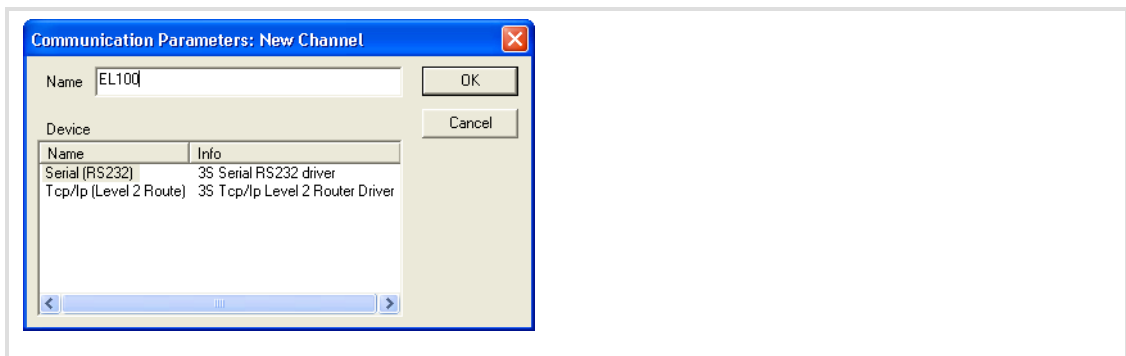 Communication Parameters: New Channel
Name EL100 OK
Cancel
Device
Name Info
Serial (RS232) 3S Serial RS232 driver
Tcp/Ip (Level 2 Route) 3S Tcp/Ip Level 2 Router Driver